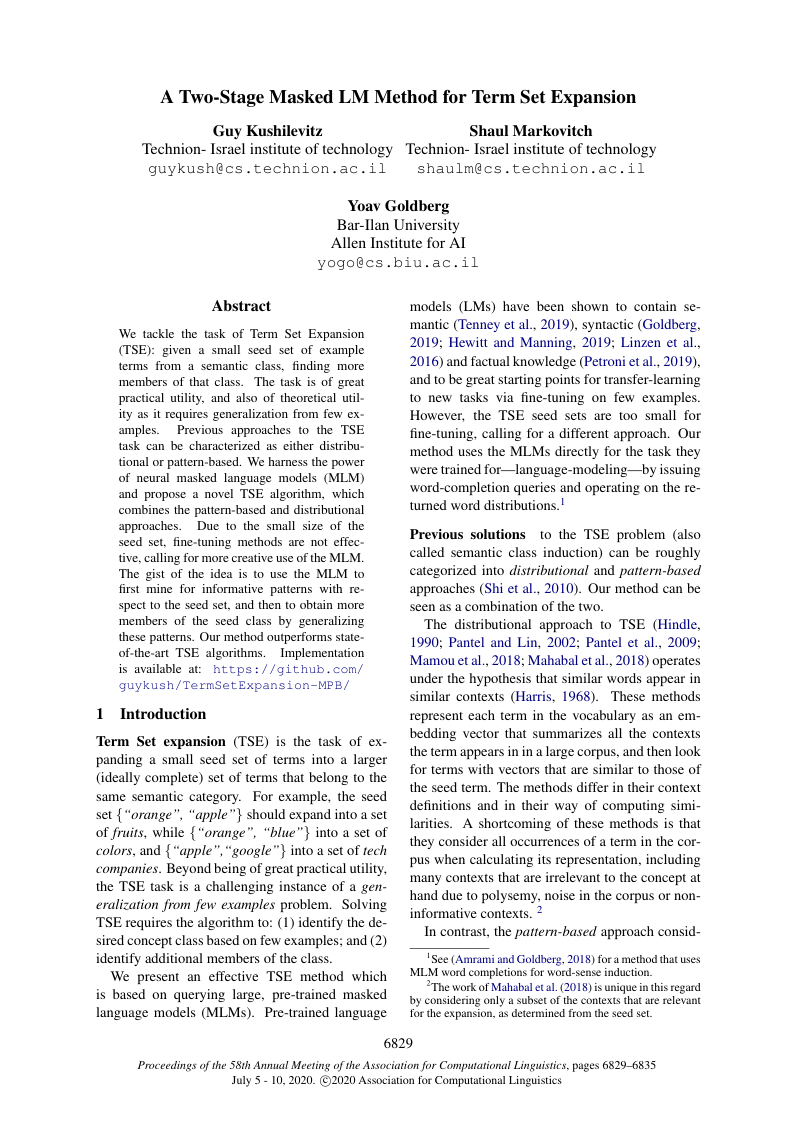 A Two-Stage Masked LM Method for Term Set Expansion
Guy Kushilevitz
Technion- Israel institute of technology
guykush@cs.technion.ac.il
Shaul Markovitch
Technion- Israel institute of technology
shaulm@cs.technion.ac.il
Yoav Goldberg
Bar-Ilan University
Allen Institute for AI
yogo@cs.biu.ac.il
Abstract
We tackle the task of Term Set Expansion
(TSE): given a small seed set of example
terms from a semantic class, finding more
members of that class. The task is of great
practical utility, and also of theoretical util-
ity as it requires generalization from few ex-
amples. Previous approaches to the TSE
task can be characterized as either distribu-
tional or pattern-based. We harness the power
of neural masked language models (MLM)
and propose a novel TSE algorithm, which
combines the pattern-based and distributional
approaches. Due to the small size of the
seed set, fine-tuning methods are not effec-
tive, calling for more creative use of the MLM.
The gist of the idea is to use the MLM to
first mine for informative patterns with re-
spect to the seed set, and then to obtain more
members of the seed class by generalizing
these patterns. Our method outperforms state-
of-the-art TSE algorithms. Implementation
is available at: https://github.com/
guykush/TermSetExpansion-MPB/
1 Introduction
Term Set expansion (TSE) is the task of ex-
panding a small seed set of terms into a larger
(ideally complete) set of terms that belong to the
same semantic category. For example, the seed
set {“orange”, “apple”} should expand into a set
of fruits, while {“orange”, “blue”} into a set of
colors, and {“apple”,“google”} into a set of tech
companies. Beyond being of great practical utility,
the TSE task is a challenging instance of a gen-
eralization from few examples problem. Solving
TSE requires the algorithm to: (1) identify the de-
sired concept class based on few examples; and (2)
identify additional members of the class.
We present an effective TSE method which
is based on querying large, pre-trained masked
language models (MLMs). Pre-trained language
models (LMs) have been shown to contain se-
mantic (Tenney et al., 2019), syntactic (Goldberg,
2019; Hewitt and Manning, 2019; Linzen et al.,
2016) and factual knowledge (Petroni et al., 2019),
and to be great starting points for transfer-learning
to new tasks via fine-tuning on few examples.
However, the TSE seed sets are too small for
fine-tuning, calling for a different approach. Our
method uses the MLMs directly for the task they
were trained for—language-modeling—by issuing
word-completion queries and operating on the re-
turned word distributions.1
Previous solutions to the TSE problem (also
called semantic class induction) can be roughly
categorized into distributional and pattern-based
approaches (Shi et al., 2010). Our method can be
seen as a combination of the two.
The distributional approach to TSE (Hindle,
1990; Pantel and Lin, 2002; Pantel et al., 2009;
Mamou et al., 2018; Mahabal et al., 2018) operates
under the hypothesis that similar words appear in
similar contexts (Harris, 1968). These methods
represent each term in the vocabulary as an em-
bedding vector that summarizes all the contexts
the term appears in in a large corpus, and then look
for terms with vectors that are similar to those of
the seed term. The methods differ in their context
definitions and in their way of computing simi-
larities. A shortcoming of these methods is that
they consider all occurrences of a term in the cor-
pus when calculating its representation, including
many contexts that are irrelevant to the concept at
hand due to polysemy, noise in the corpus or non-
informative contexts. 2
In contrast, the pattern-based approach consid-
1See (Amrami and Goldberg, 2018) for a method that uses
MLM word completions for word-sense induction.
2The work of Mahabal et al. (2018) is unique in this regard
by considering only a subset of the contexts that are relevant
for the expansion, as determined from the seed set.
6829
Proceedings of the 58th Annual Meeting of the Association for Computational Linguistics, pages 6829–6835
July 5 - 10, 2020. ©2020 Association for Computational Linguistics